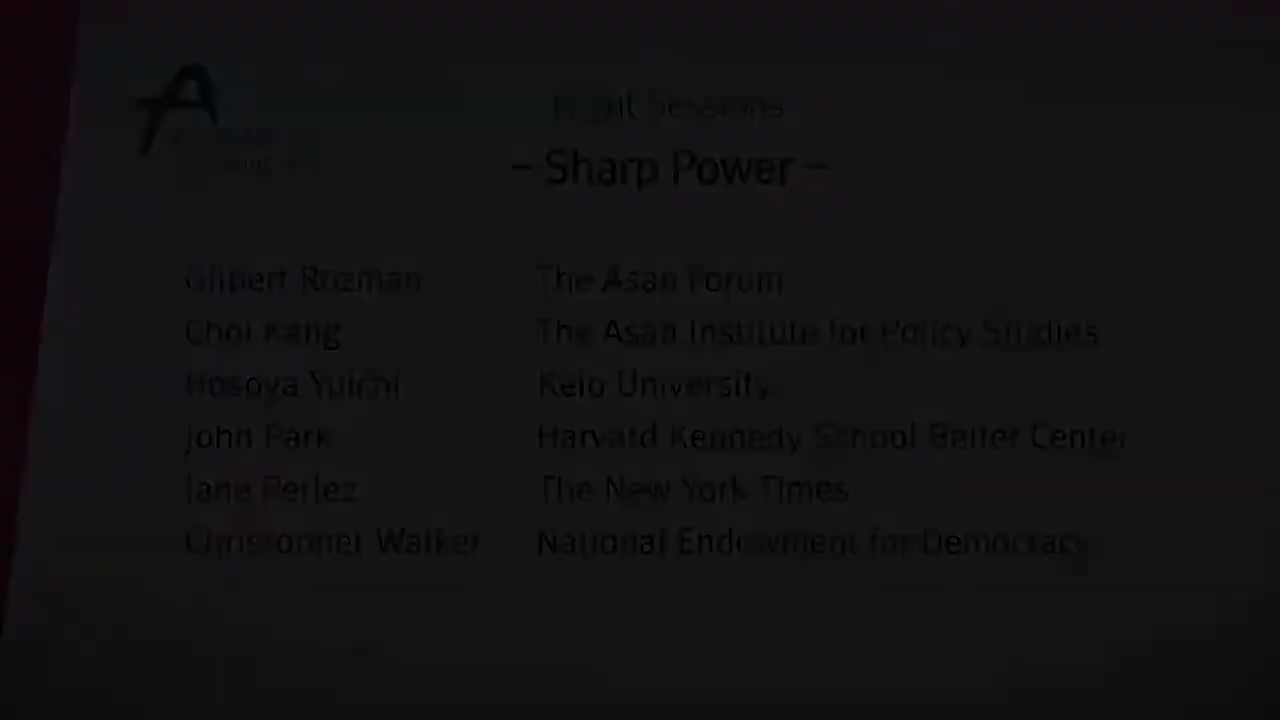 Night Sessions
– Sharp Power –
Gilbert Rozman The Asan Forum
Choi Kang The Asan Institute for Policy Studies
Hosoya Yuichi Keio University
John Park Harvard Kennedy School Belfer Center
Jane Perlez The New York Times
Christopher Walker National Endowment for Democracy